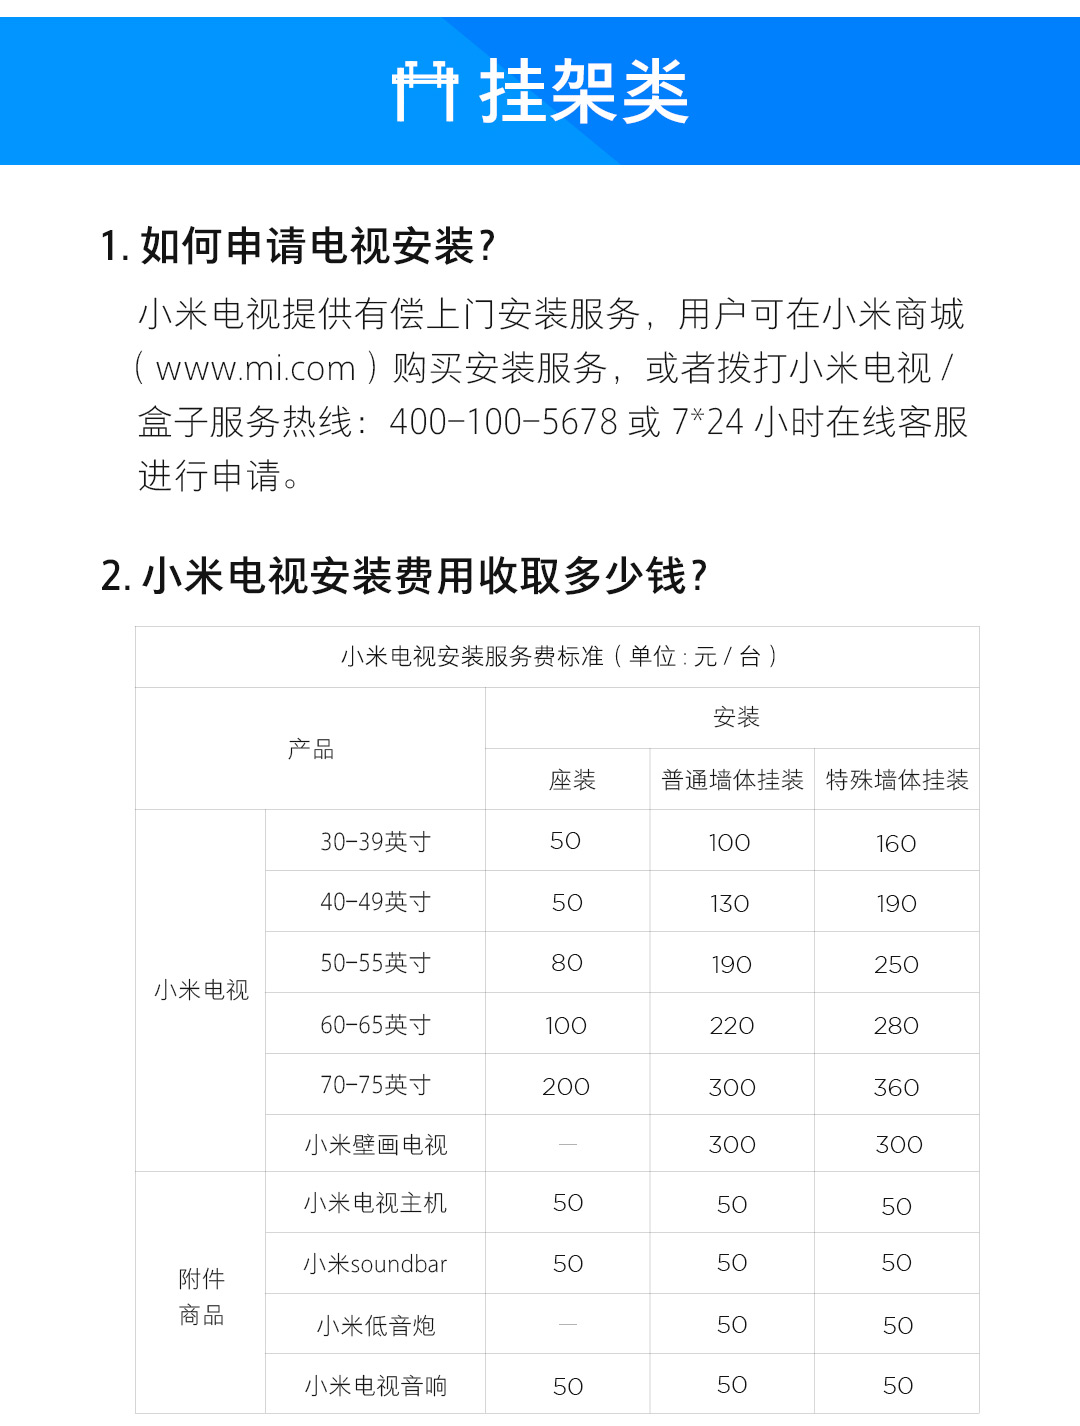 挂架类
1. 如何申请电视安装?
小米电视提供有偿上门安装服务，用户可在小米商城
（www.mi.com）购买安装服务，或者拨打小米电视 /
盒子服务热线：400-100-5678 或 7*24 小时在线客服
进行申请。
2. 小米电视安装费用收取多少钱?
小米电视安装服务费标准（单位 : 元 / 台）
产品 安装
座装 普通墙体挂装 特殊墙体挂装
小米电视
30-39英寸 50 100 160
40-49英寸 50 130 190
50-55英寸 80 190 250
60-65英寸 100 220 280
70-75英寸 200 300 360
小米壁画电视 — 300 300
附件
商品
小米电视主机 50 50 50
小米soundbar 50 50 50
小米低音炮 — 50 50
小米电视音响 50 50 50